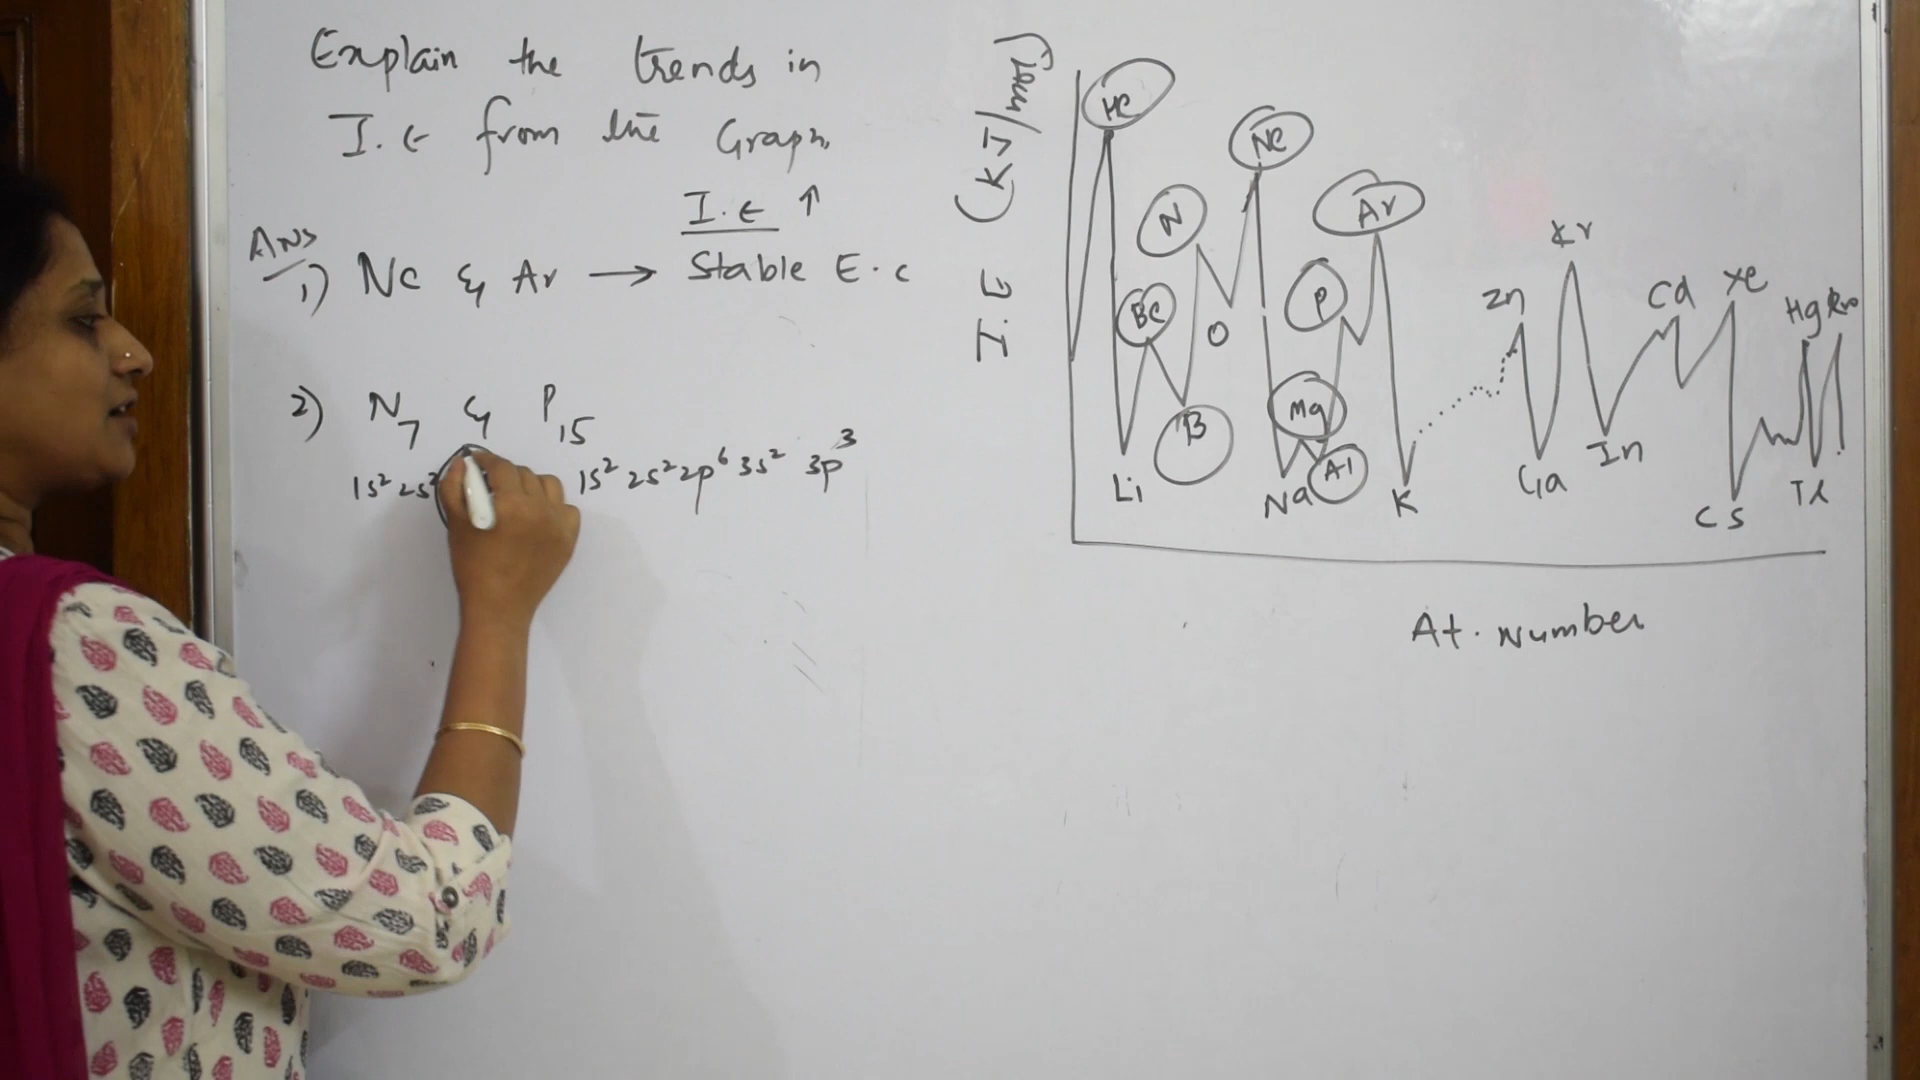 Explain the trends in
I.E from the Graph
I.E ↑
Ans
1) Ne & Ar → Stable E.C
2) N7 & P15
1s² 2s² 1s² 2s² 2p⁶ 3s² 3p³
I.E (KJ/mol)
He
Ne
N
Ar
Kr
Be
P
Zn
Cd
Xe
Hg Rn
O
B
Mg
Al
Li
Na
K
Ga
In
Cs
Tl
At. Number